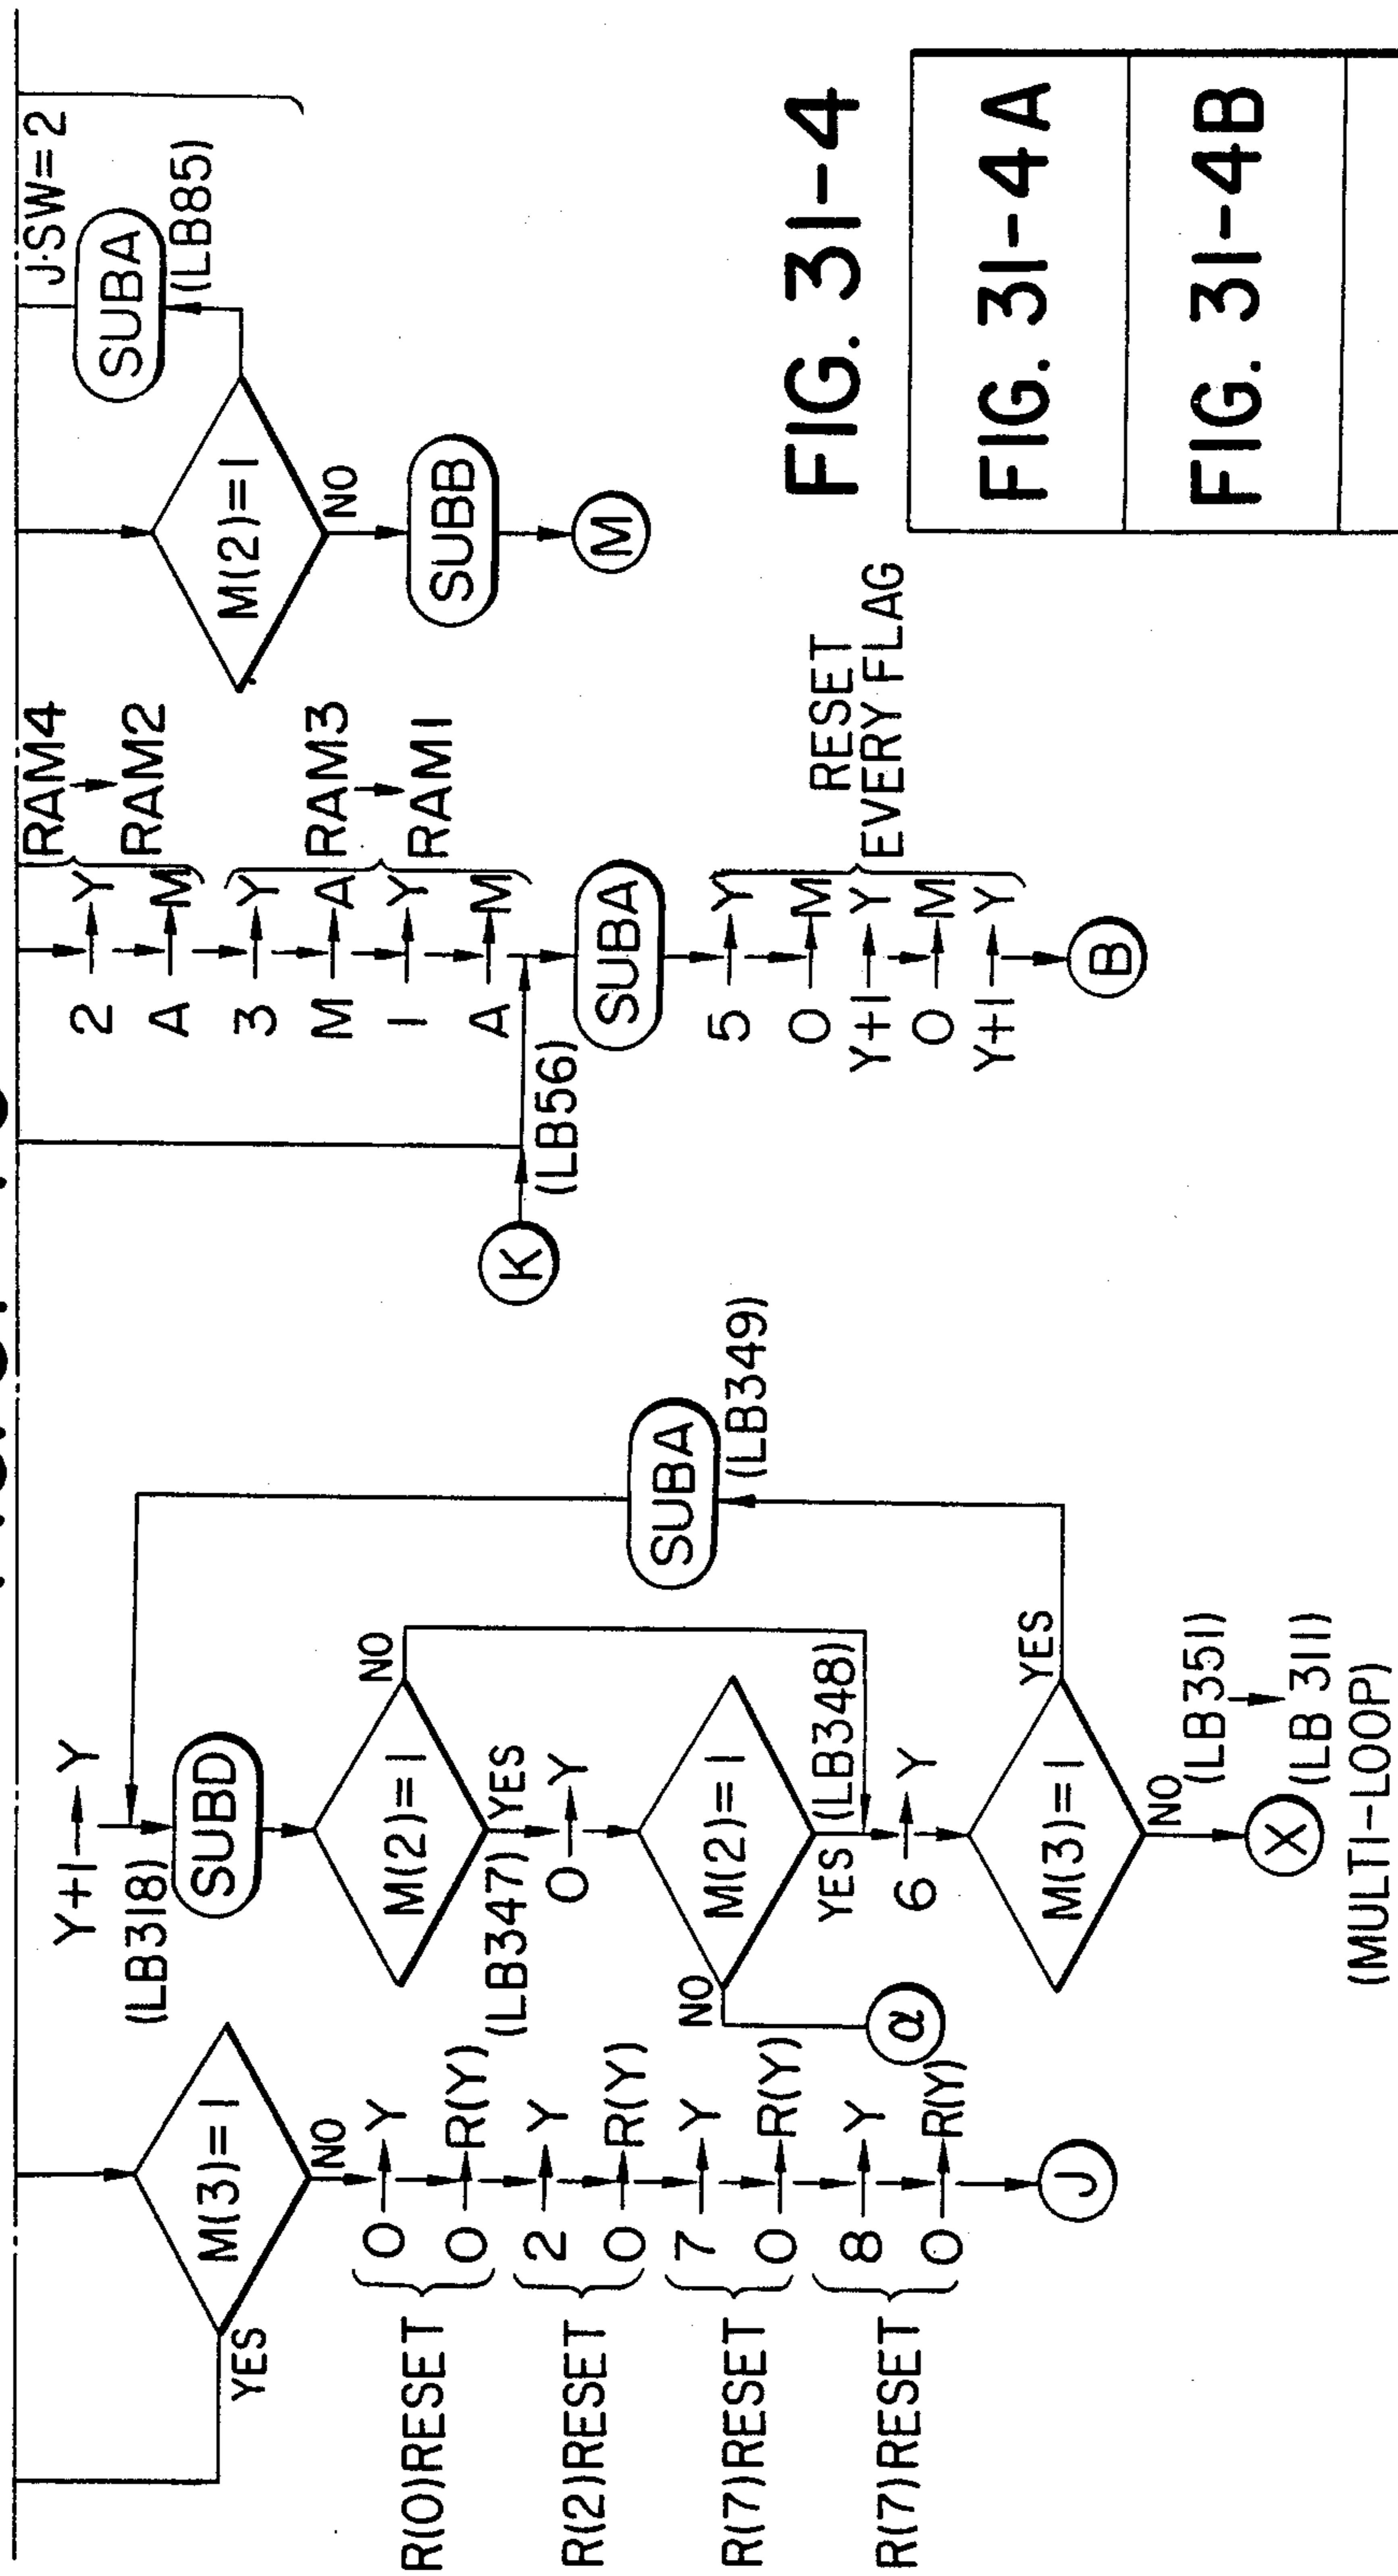 M(3)=1
YES
NO
R(0)RESET
0→Y
0→R(Y)
R(2)RESET
2→Y
0→R(Y)
R(7)RESET
7→Y
0→R(Y)
R(7)RESET
8→Y
0→R(Y)
J
Y+1→Y
(LB318)
SUBD
M(2)=1
NO
(LB347)
YES
0→Y
M(2)=1
NO
α
YES
(LB348)
6→Y
M(3)=1
YES
NO
SUBA
(LB349)
X
(LB351)
(LB 311)
(MULTI-LOOP)
K
(LB56)
2→Y
A→M
RAM4
RAM2
3→Y
M→A
1→Y
A→M
RAM3
RAM1
SUBA
5→Y
0→M
Y+1→Y
0→M
Y+1→Y
RESET
EVERY FLAG
B
M(2)=1
NO
SUBB
M
J·SW=2
SUBA
(LB85)
FIG. 31-4
FIG. 31-4A
FIG. 31-4B